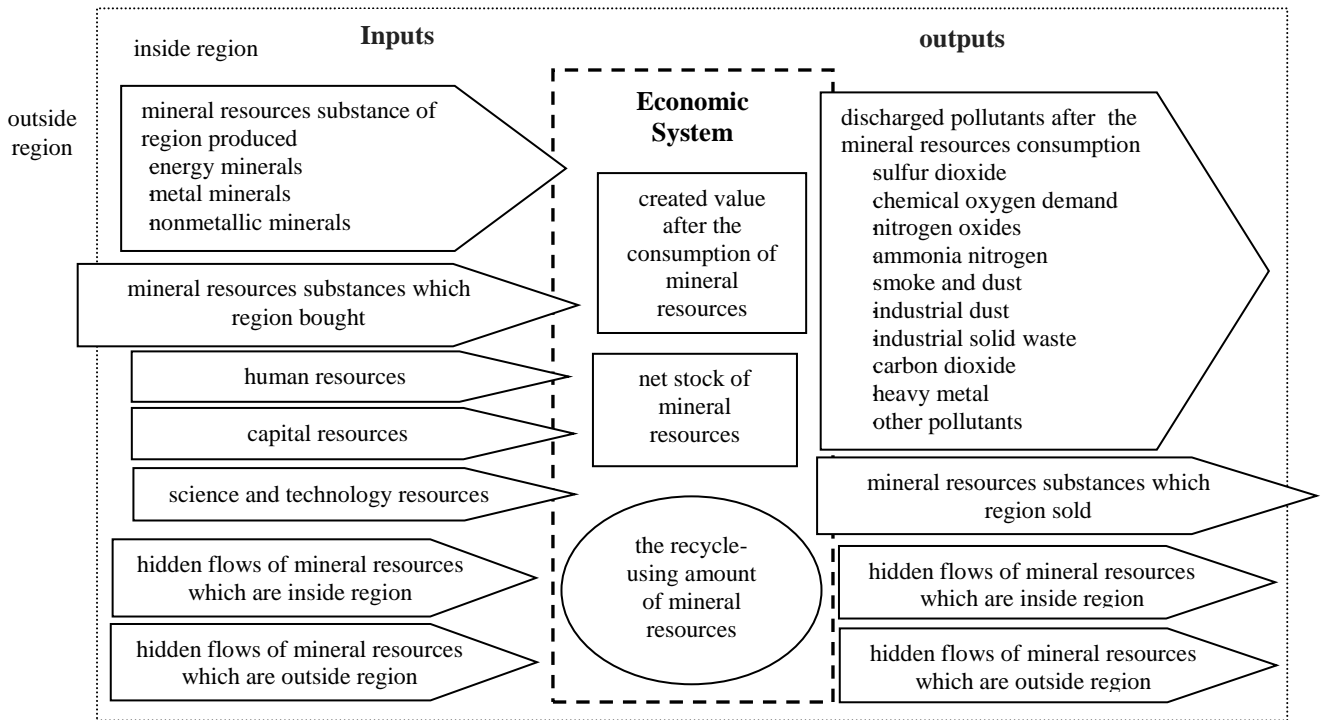 Inputs
outputs
inside region
outside
region
mineral resources substance of
region produced
·energy minerals
·metal minerals
·nonmetallic minerals
mineral resources substances which
region bought
human resources
capital resources
science and technology resources
hidden flows of mineral resources
which are inside region
hidden flows of mineral resources
which are outside region
Economic
System
created value
after the
consumption of
mineral
resources
net stock of
mineral
resources
the recycle-
using amount
of mineral
resources
discharged pollutants after the
mineral resources consumption
·sulfur dioxide
·chemical oxygen demand
·nitrogen oxides
·ammonia nitrogen
·smoke and dust
·industrial dust
·industrial solid waste
·carbon dioxide
·heavy metal
·other pollutants
mineral resources substances which
region sold
hidden flows of mineral resources
which are inside region
hidden flows of mineral resources
which are outside region